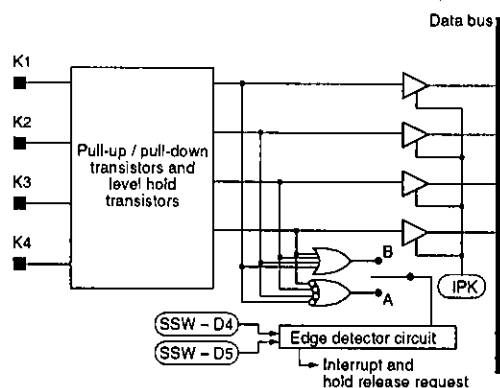 Data bus
K1
K2
K3
K4
Pull-up / pull-down
transistors and
level hold
transistors
B
A
IPK
SSW – D4
SSW – D5
Edge detector circuit
Interrupt and
hold release request